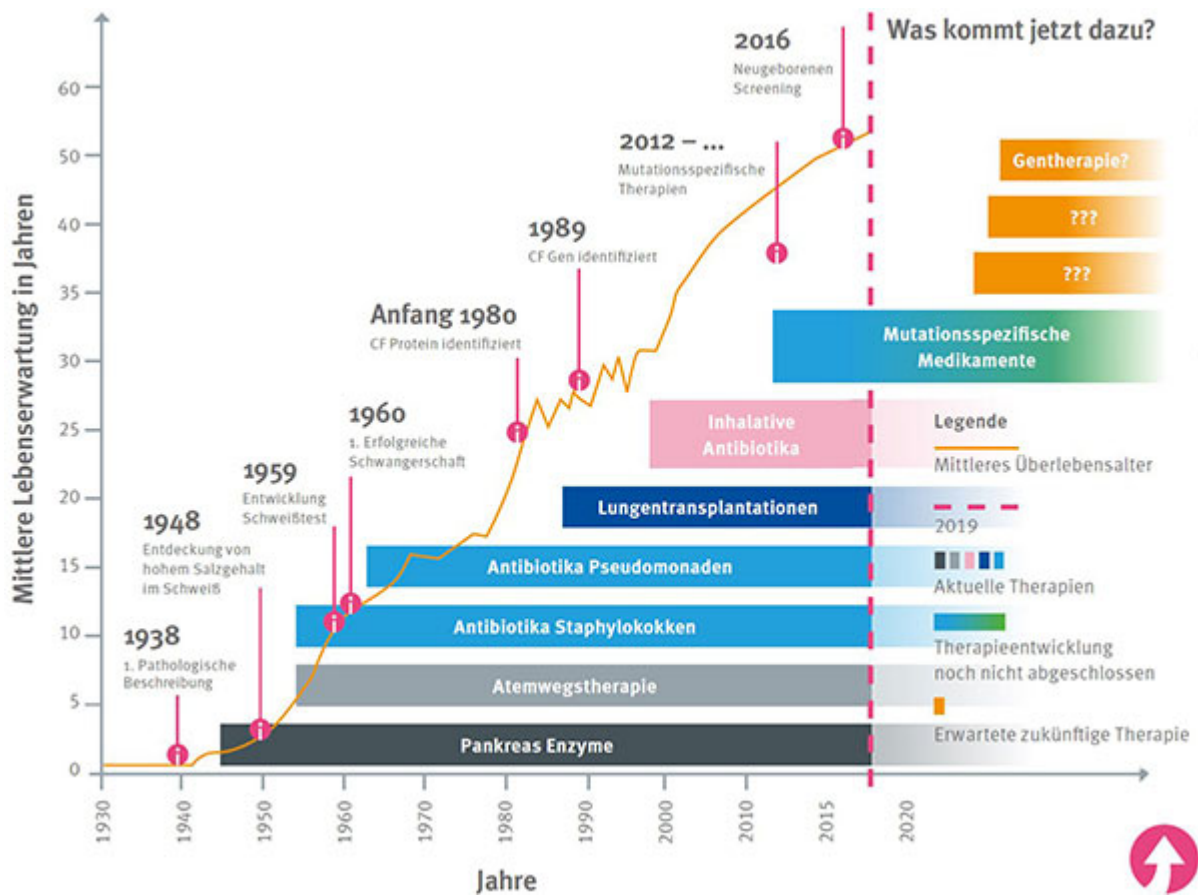 Was kommt jetzt dazu?
2016
Neugeborenen
Screening
2012 – ...
Mutationsspezifische
Therapien
1989
CF Gen identifiziert
Anfang 1980
CF Protein identifiziert
1960
1. Erfolgreiche
Schwangerschaft
1959
Entwicklung
Schweißtest
1948
Entdeckung von
hohem Salzgehalt
im Schweiß
1938
1. Pathologische
Beschreibung
Mittlere Lebenserwartung in Jahren
60
50
40
35
30
25
20
15
10
5
0
Gentherapie?
???
???
Mutationsspezifische
Medikamente
Inhalative
Antibiotika
Lungentransplantationen
Antibiotika Pseudomonaden
Antibiotika Staphylokokken
Atemwegstherapie
Pankreas Enzyme
Legende
Mittleres Überlebensalter
2019
Aktuelle Therapien
Therapieentwicklung
noch nicht abgeschlossen
Erwartete zukünftige Therapie
1930
1940
1950
1960
1970
1980
1990
2000
2010
2015
2020
Jahre